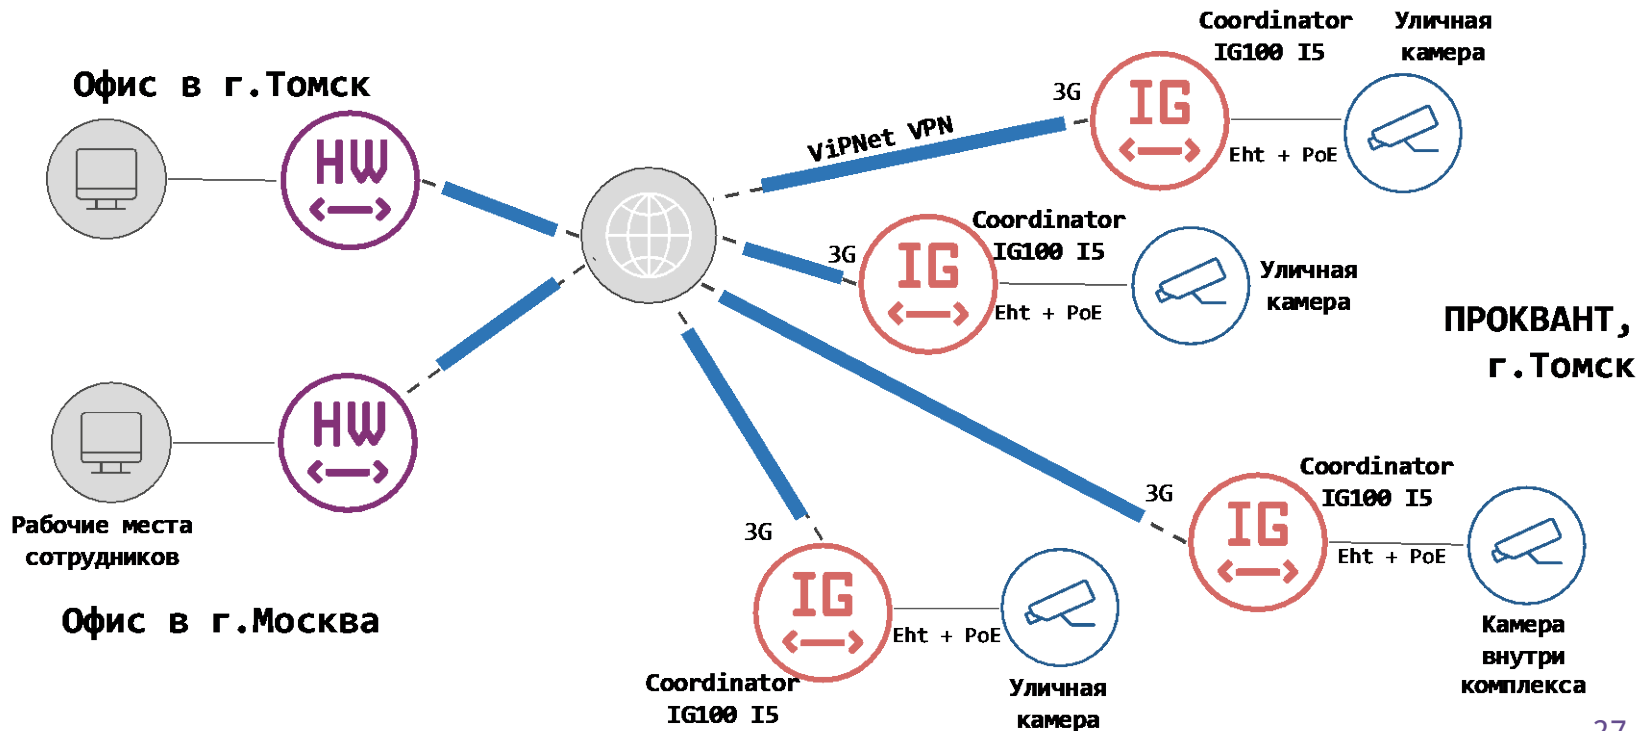 Coordinator
IG100 I5
Уличная
камера
Офис в г.Томск
3G
IG
ViPNet VPN
Eht + PoE
HW
Coordinator
IG100 I5
3G
IG
Eht + PoE
Уличная
камера
ПРОКВАНТ,
г.Томск
HW
Рабочие места
сотрудников
Офис в г.Москва
Coordinator
IG100 I5
3G
IG
Eht + PoE
Камера
внутри
комплекса
3G
IG
Eht + PoE
Coordinator
IG100 I5
Уличная
камера
27